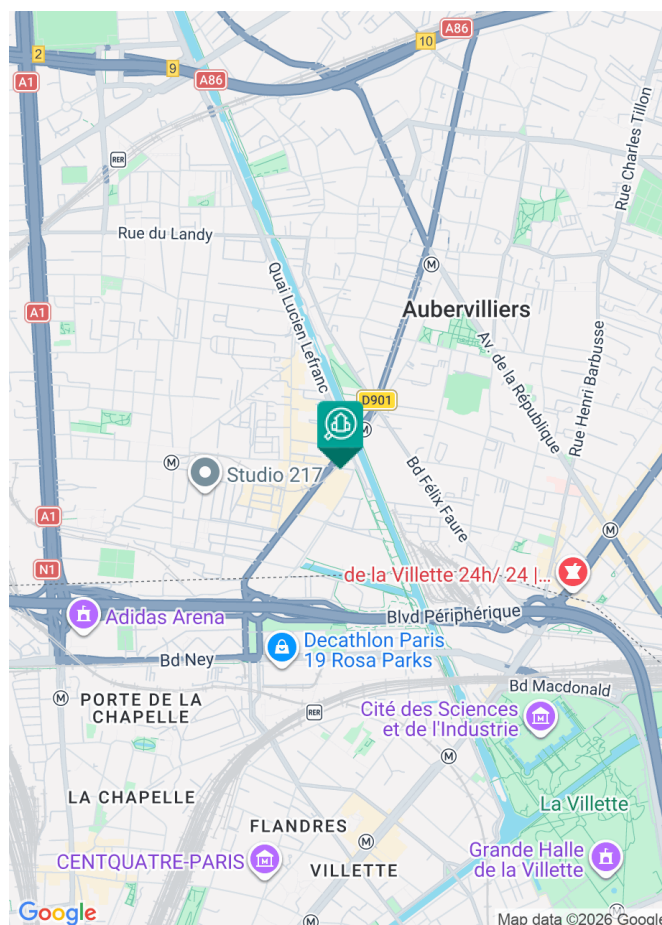 A86
10
2
9
A86
A1
RER
Rue Charles Tillon
Rue du Landy
M
Quai Lucien Lefranc
A1
Aubervilliers
Av. de la République
Rue Henri Barbusse
D901
M
M
Studio 217
Bd Félix Faure
A1
M
N1
de la Villette 24h/ 24 |...
Adidas Arena
Blvd Périphérique
Decathlon Paris
19 Rosa Parks
Bd Ney
Bd Macdonald
M
PORTE DE LA
CHAPELLE
RER
Cité des Sciences
et de l'Industrie
M
LA CHAPELLE
La Villette
FLANDRES
M
CENTQUATRE-PARIS
VILLETTE
Grande Halle
de la Villette
M
M
Google
Map data ©2026 Google